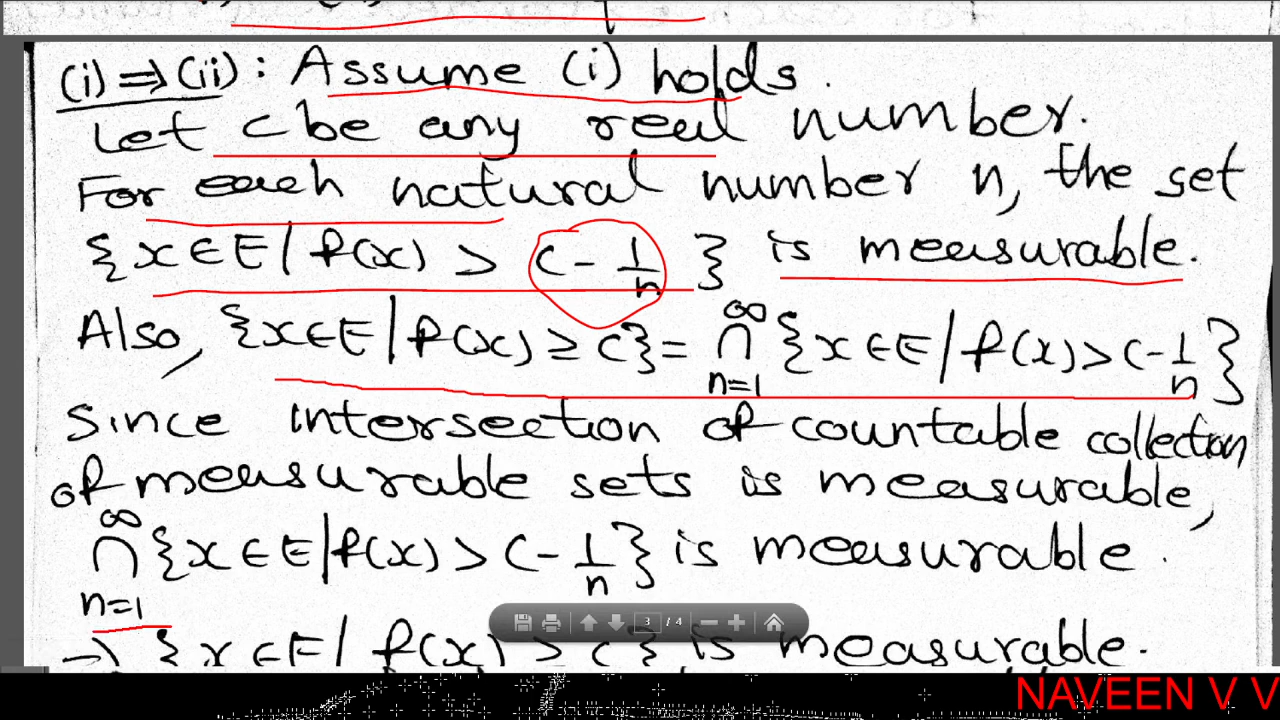 (i) ⇒ (ii) : Assume (i) holds.
Let c be any real number.
For each natural number n, the set
{x∈E | f(x) > c - 1/n } is measurable.
Also, {x∈E | f(x) ≥ c} = ∩_{n=1}^{∞} {x∈E | f(x) > c - 1/n}
Since intersection of countable collection
of measurable sets is measurable,
∩_{n=1}^{∞} {x∈E | f(x) > c - 1/n} is measurable.
{x∈E | f(x) > c} is measurable.
3 / 4
NAVEEN V V